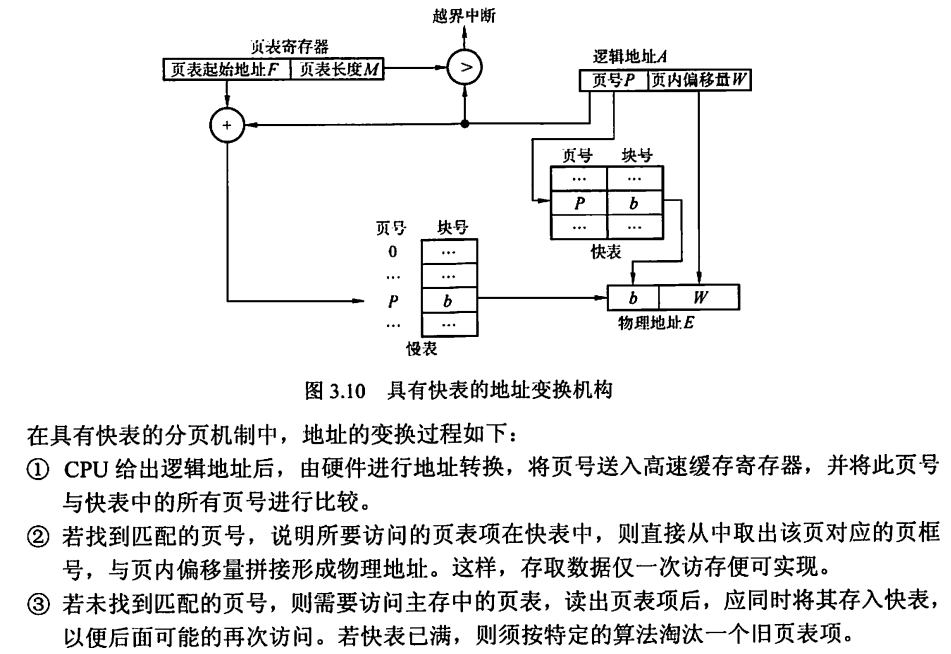 越界中断
页表寄存器
页表起始地址F 页表长度M
>
逻辑地址A
页号P 页内偏移量W
+
页号 块号
… …
P b
… …
快表
页号 块号
0 …
… …
P b
… …
慢表
b W
物理地址E
图 3.10 具有快表的地址变换机构
在具有快表的分页机制中，地址的变换过程如下：
① CPU 给出逻辑地址后，由硬件进行地址转换，将页号送入高速缓存寄存器，并将此页号
与快表中的所有页号进行比较。
② 若找到匹配的页号，说明所要访问的页表项在快表中，则直接从中取出该页对应的页框
号，与页内偏移量拼接形成物理地址。这样，存取数据仅一次访存便可实现。
③ 若未找到匹配的页号，则需要访问主存中的页表，读出页表项后，应同时将其存入快表，
以便后面可能的再次访问。若快表已满，则须按特定的算法淘汰一个旧页表项。